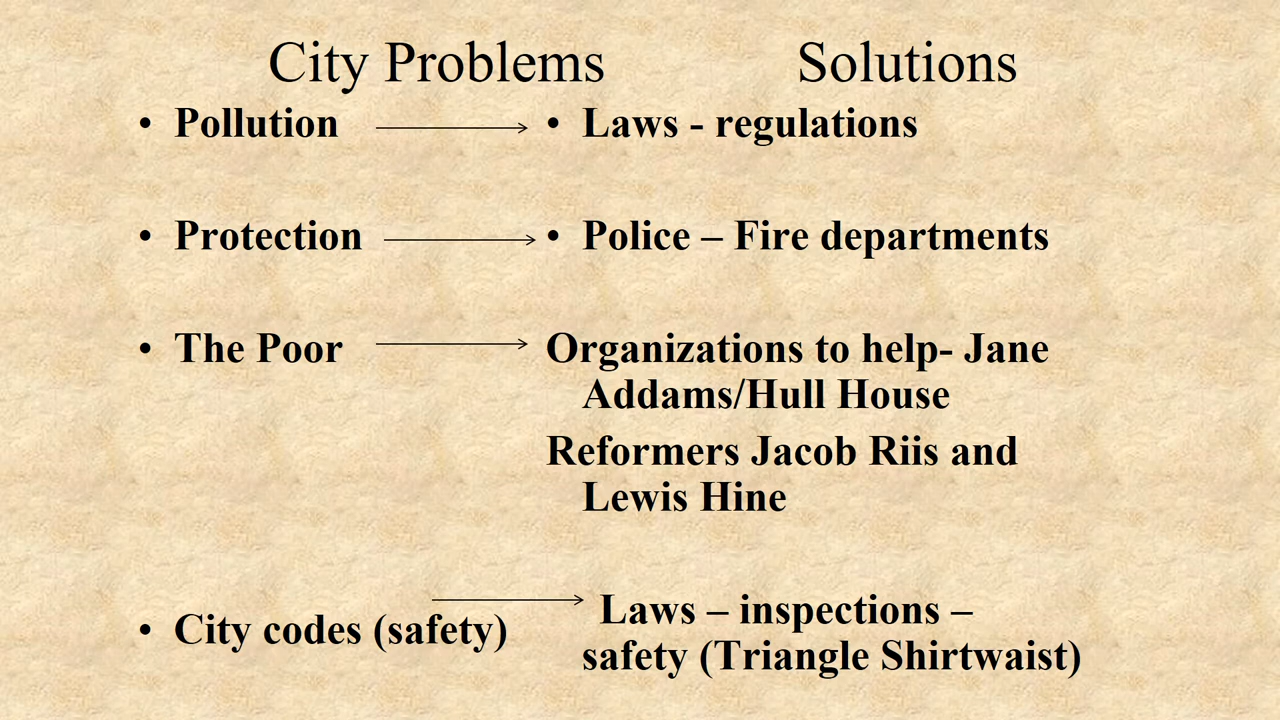 City Problems Solutions
• Pollution • Laws - regulations
• Protection • Police – Fire departments
• The Poor Organizations to help- Jane
Addams/Hull House
Reformers Jacob Riis and
Lewis Hine
• City codes (safety) Laws – inspections –
safety (Triangle Shirtwaist)